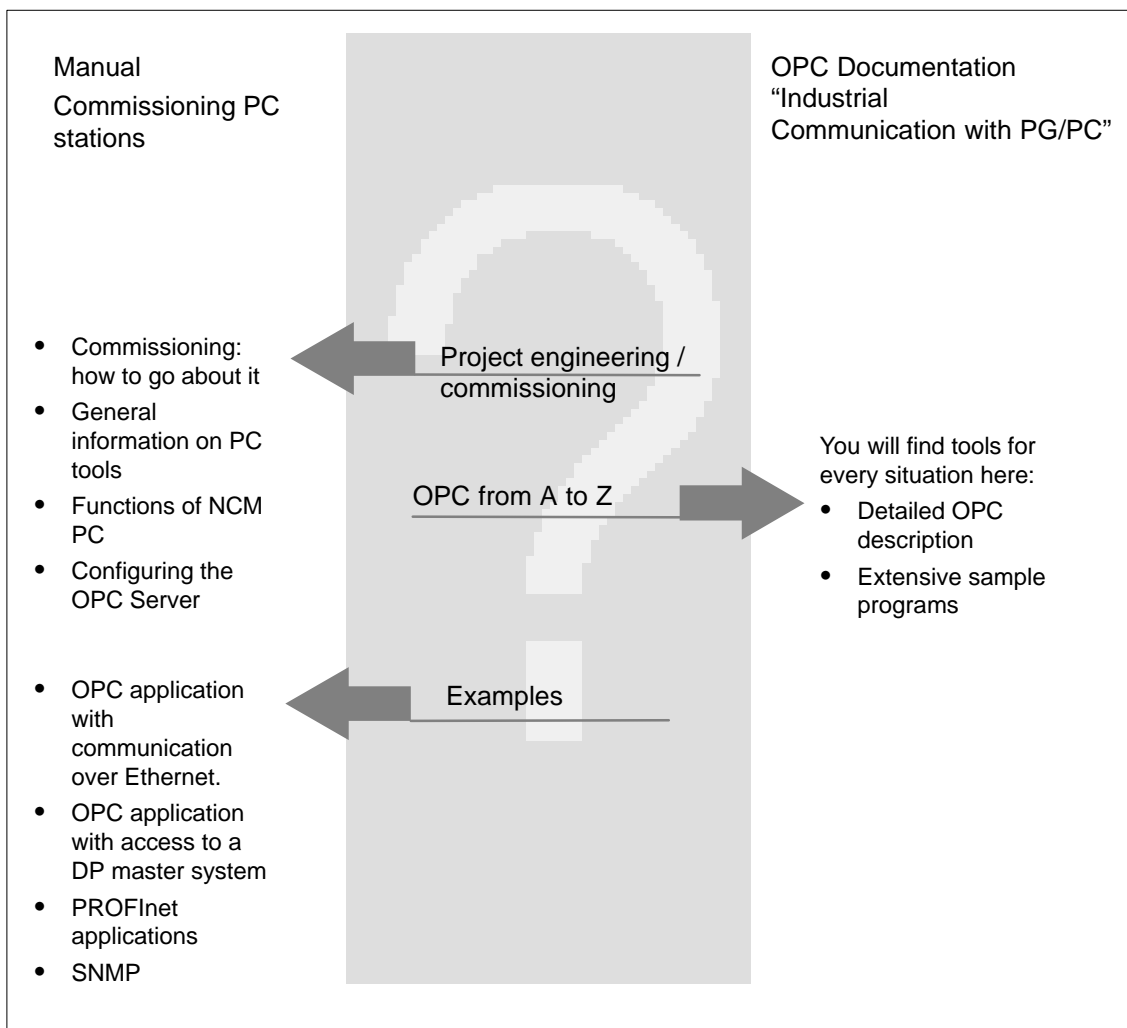 Manual
Commissioning PC
stations
OPC Documentation
“Industrial
Communication with PG/PC”
Project engineering /
commissioning
• Commissioning:
how to go about it
• General
information on PC
tools
• Functions of NCM
PC
• Configuring the
OPC Server
OPC from A to Z
You will find tools for
every situation here:
• Detailed OPC
description
• Extensive sample
programs
Examples
• OPC application
with
communication
over Ethernet.
• OPC application
with access to a
DP master system
• PROFInet
applications
• SNMP